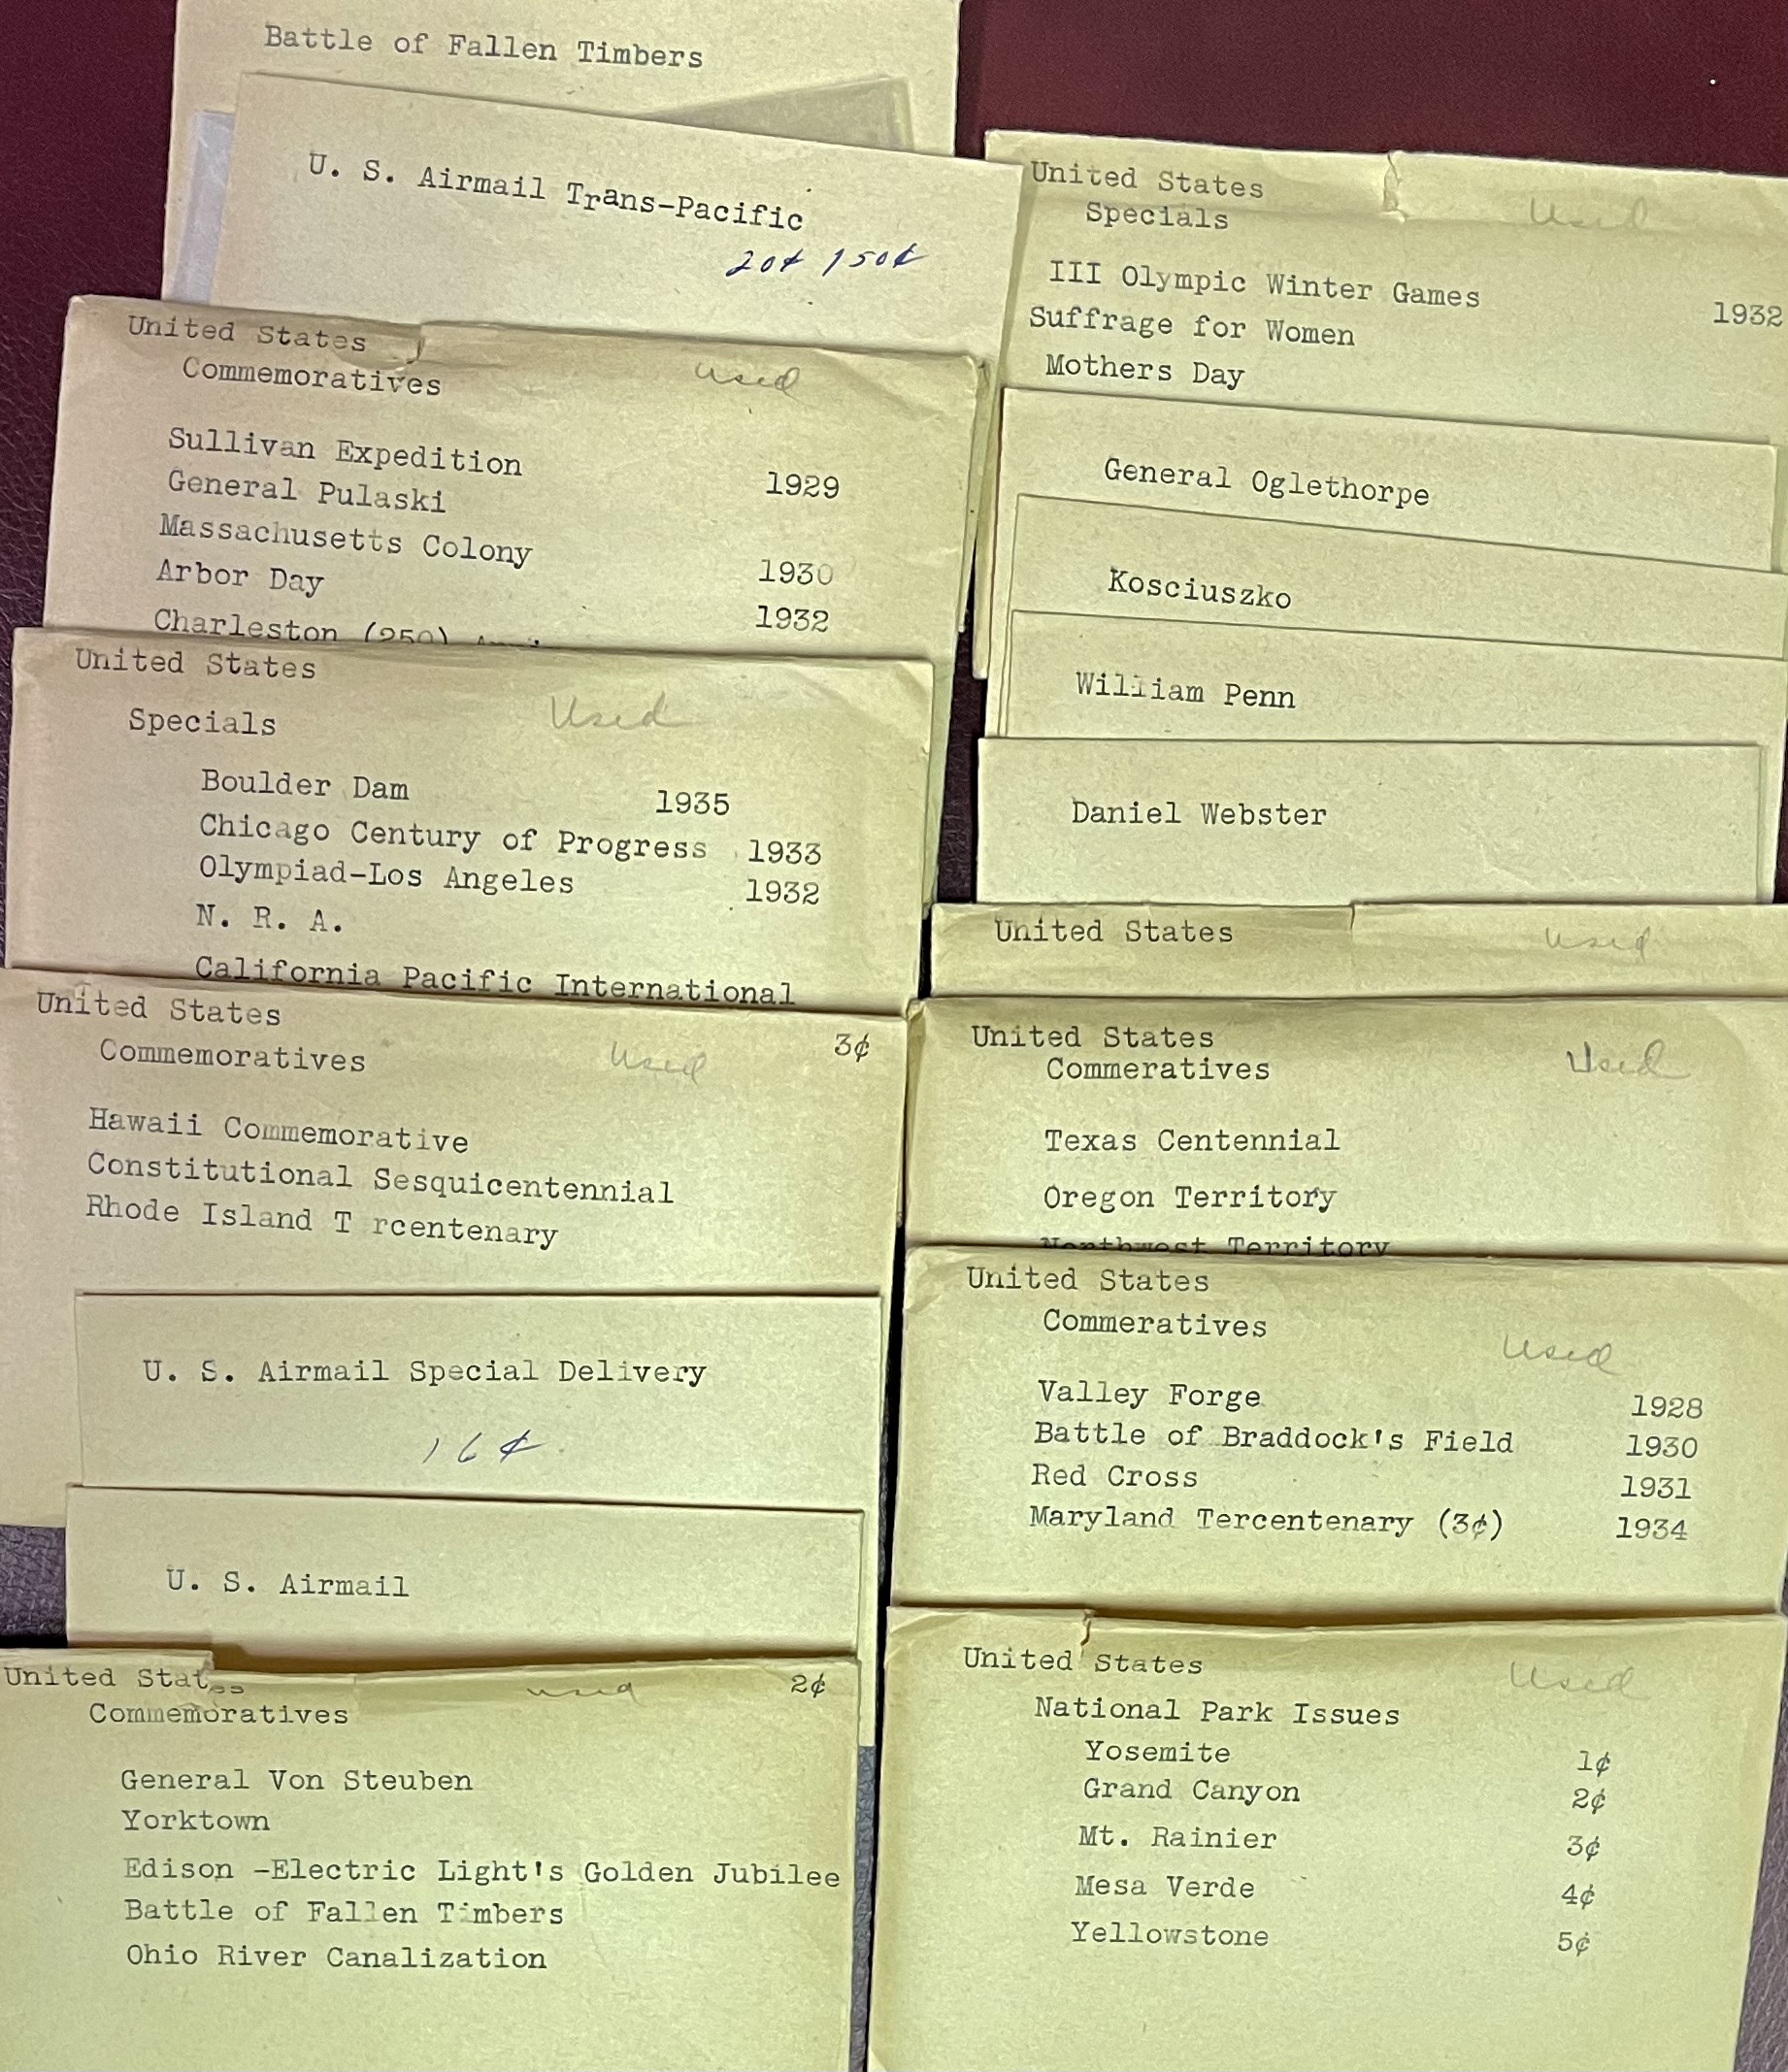 Battle of Fallen Timbers
U. S. Airmail Trans-Pacific
20¢ 150¢
United States
Commemoratives used
Sullivan Expedition
General Pulaski 1929
Massachusetts Colony
Arbor Day 1930
Charleston (250) 1932
United States
Specials Used
Boulder Dam 1935
Chicago Century of Progress 1933
Olympiad-Los Angeles 1932
N. R. A.
California Pacific International
United States
Commemoratives Used 3¢
Hawaii Commemorative
Constitutional Sesquicentennial
Rhode Island T rcentenary
U. S. Airmail Special Delivery
16¢
U. S. Airmail
United States used 2¢
Commemoratives
General Von Steuben
Yorktown
Edison -Electric Light's Golden Jubilee
Battle of Fallen Timbers
Ohio River Canalization
United States
Specials Used
III Olympic Winter Games
Suffrage for Women 1932
Mothers Day
General Oglethorpe
Kosciuszko
William Penn
Daniel Webster
United States used
United States
Commeratives Used
Texas Centennial
Oregon Territory
Northwest Territory
United States
Commeratives Used
Valley Forge 1928
Battle of Braddock's Field 1930
Red Cross 1931
Maryland Tercentenary (3¢) 1934
United States Used
National Park Issues
Yosemite 1¢
Grand Canyon 2¢
Mt. Rainier 3¢
Mesa Verde 4¢
Yellowstone 5¢